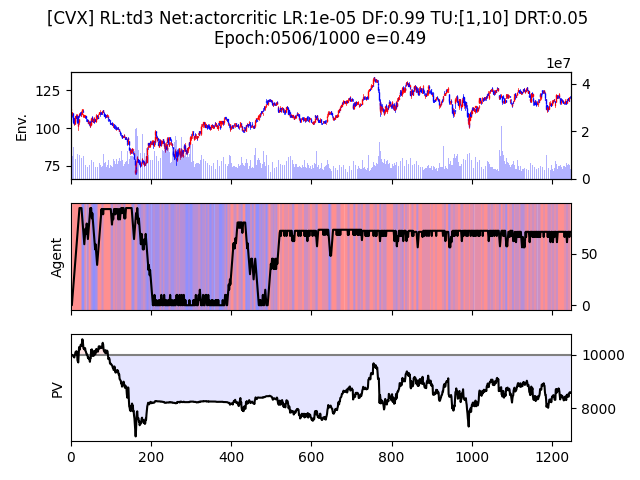 [CVX] RL:td3 Net:actorcritic LR:1e-05 DF:0.99 TU:[1,10] DRT:0.05
Epoch:0506/1000 e=0.49
1e7
125
100
75
Env.
4
2
0
Agent
50
0
PV
10000
8000
0
200
400
600
800
1000
1200